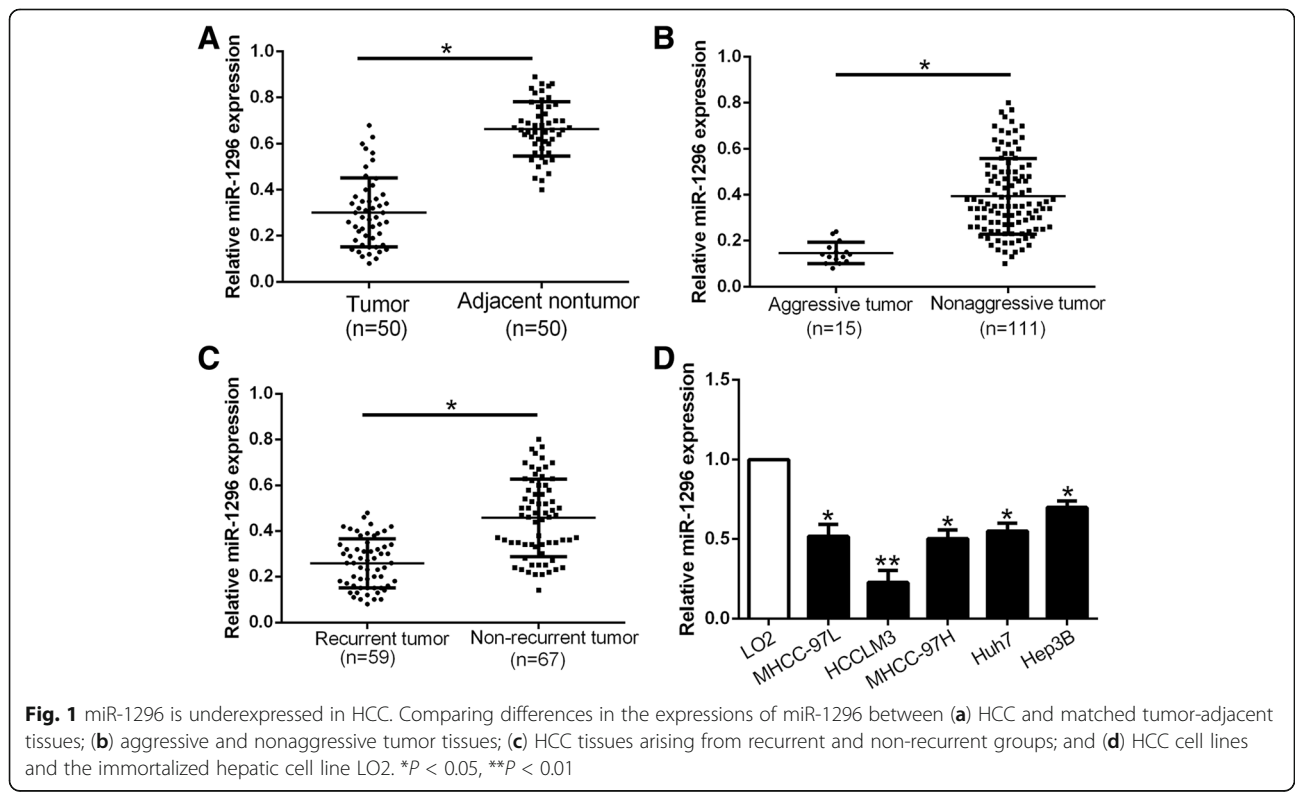 A
Relative miR-1296 expression
1.0
0.8
0.6
0.4
0.2
0.0
*
Tumor
(n=50)
Adjacent nontumor
(n=50)
B
Relative miR-1296 expression
1.0
0.8
0.6
0.4
0.2
0.0
*
Aggressive tumor
(n=15)
Nonaggressive tumor
(n=111)
C
Relative miR-1296 expression
1.0
0.8
0.6
0.4
0.2
0.0
*
Recurrent tumor
(n=59)
Non-recurrent tumor
(n=67)
D
Relative miR-1296 expression
1.5
1.0
0.5
0.0
*
**
*
*
*
LO2
MHCC-97L
HCCLM3
MHCC-97H
Huh7
Hep3B
Fig. 1 miR-1296 is underexpressed in HCC. Comparing differences in the expressions of miR-1296 between (a) HCC and matched tumor-adjacent
tissues; (b) aggressive and nonaggressive tumor tissues; (c) HCC tissues arising from recurrent and non-recurrent groups; and (d) HCC cell lines
and the immortalized hepatic cell line LO2. *P < 0.05, **P < 0.01